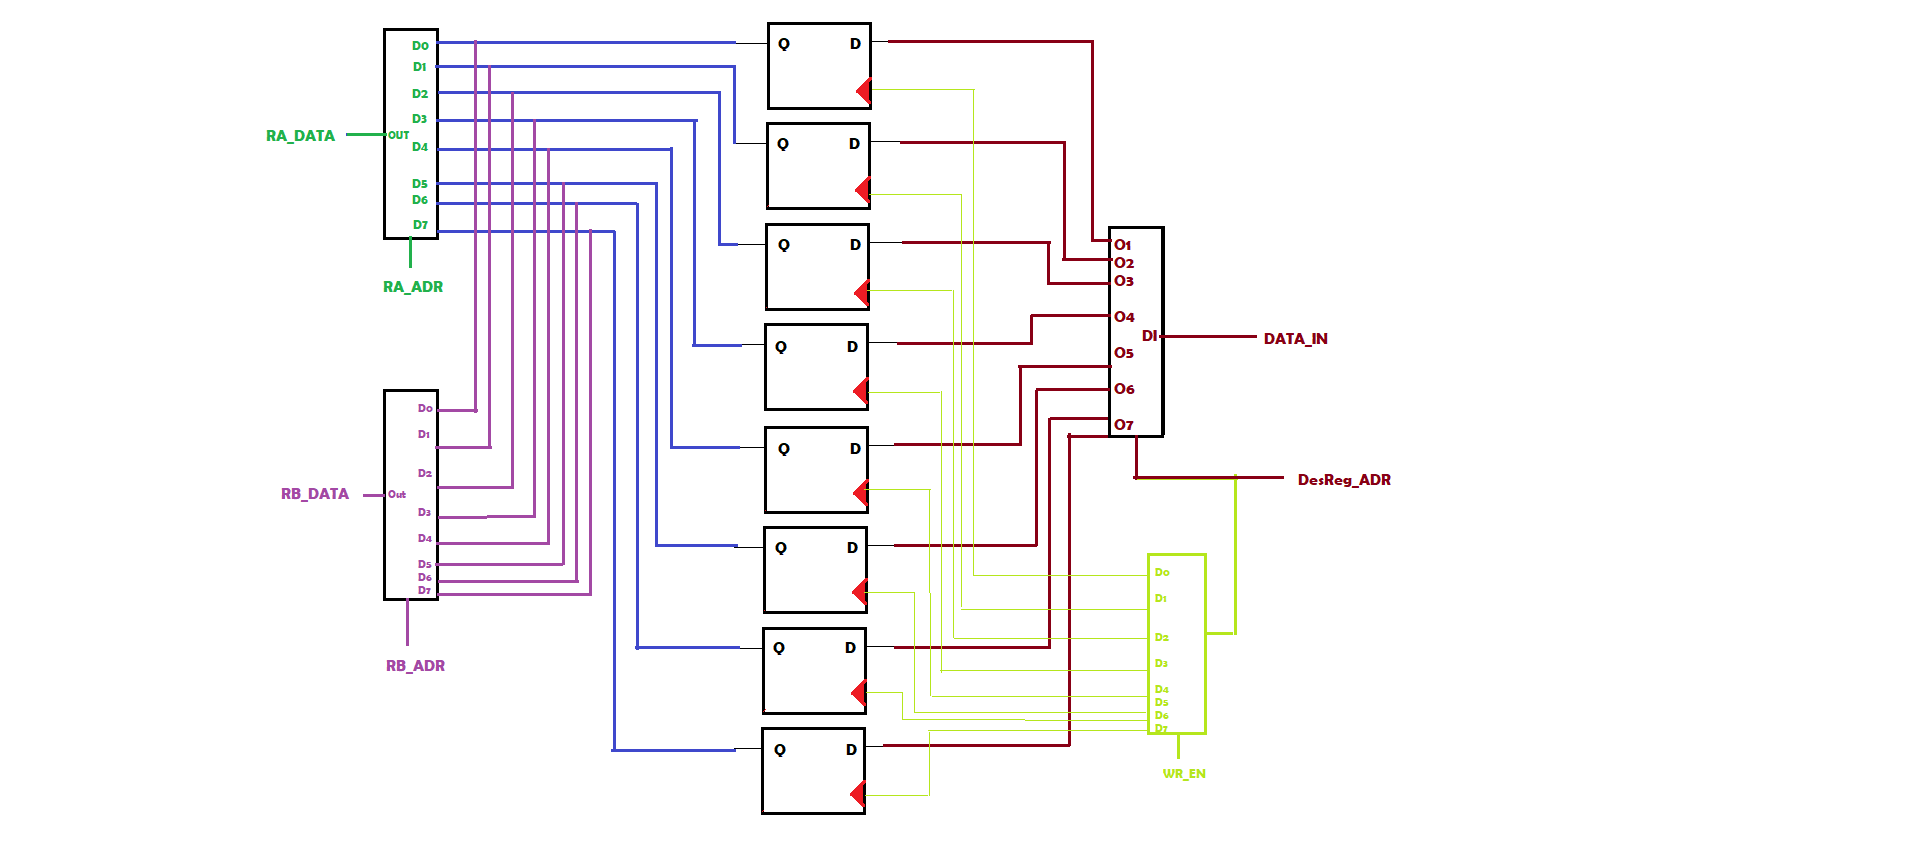 D0
D1
D2
D3
OUT
D4
D5
D6
D7
RA_DATA
RA_ADR
Do
D1
D2
Out
D3
D4
D5
D6
D7
RB_DATA
RB_ADR
Q D
Q D
Q D
Q D
Q D
Q D
Q D
Q D
O1
O2
O3
O4
DI
O5
O6
O7
DATA_IN
DesReg_ADR
Do
D1
D2
D3
D4
D5
D6
D7
WR_EN